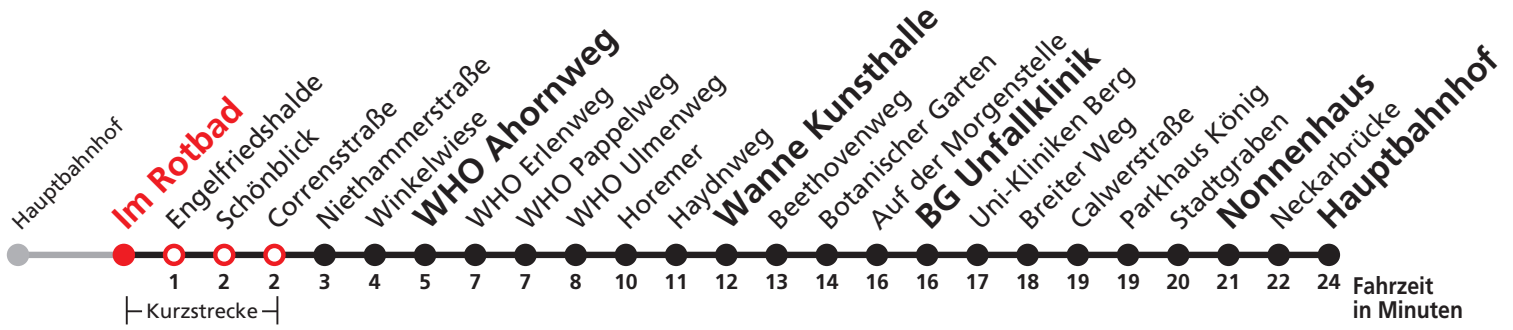 Hauptbahnhof
Im Rotbad
Engelfriedshalde
Schönblick
Corrensstraße
Niethammerstraße
Winkelwiese
WHO Ahornweg
WHO Erlenweg
WHO Pappelweg
WHO Ulmenweg
Horemer
Haydnweg
Wanne Kunsthalle
Beethovenweg
Botanischer Garten
Auf der Morgenstelle
BG Unfallklinik
Uni-Kliniken Berg
Breiter Weg
Calwerstraße
Parkhaus König
Stadtgraben
Nonnenhaus
Neckarbrücke
Hauptbahnhof
1 2 2 3 4 5 7 7 8 10 11 12 13 14 16 16 17 18 19 19 20 21 22 24
Fahrzeit
in Minuten
Kurzstrecke